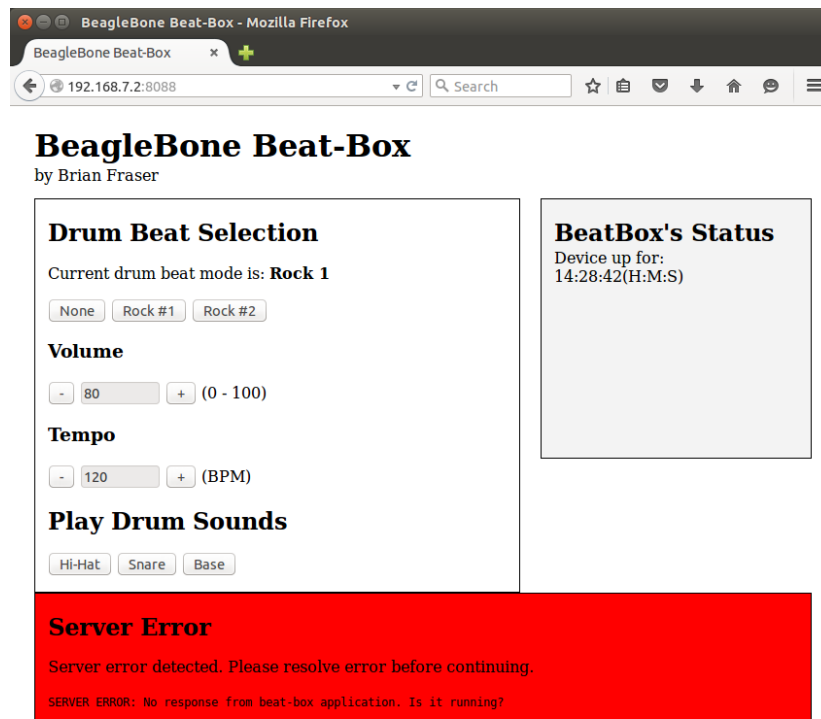 BeagleBone Beat-Box - Mozilla Firefox
BeagleBone Beat-Box
192.168.7.2:8088
Search
BeagleBone Beat-Box
by Brian Fraser
Drum Beat Selection
Current drum beat mode is: Rock 1
None Rock #1 Rock #2
Volume
- 80 + (0 - 100)
Tempo
- 120 + (BPM)
Play Drum Sounds
Hi-Hat Snare Base
BeatBox's Status
Device up for:
14:28:42(H:M:S)
Server Error
Server error detected. Please resolve error before continuing.
SERVER ERROR: No response from beat-box application. Is it running?